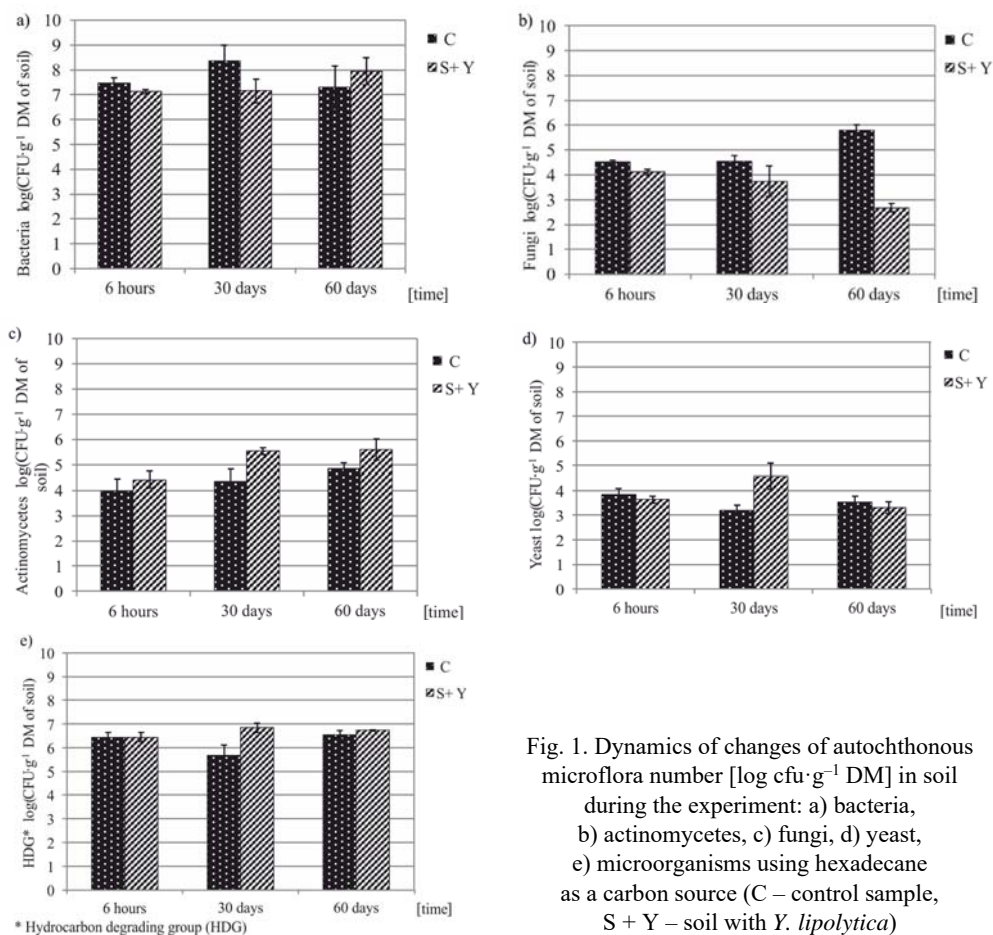 a)
10
9
8
7
6
5
4
3
2
1
0
Bacteria log(CFU·g¹ DM of soil)
6 hours 30 days 60 days [time]
C
S+ Y
b)
10
9
8
7
6
5
4
3
2
1
0
Fungi log(CFU·g¹ DM of soil)
6 hours 30 days 60 days [time]
C
S+ Y
c)
10
9
8
7
6
5
4
3
2
1
0
Actinomycetes log(CFU·g¹ DM of
soil)
6 hours 30 days 60 days [time]
C
S+ Y
d)
10
9
8
7
6
5
4
3
2
1
0
Yeast log(CFU·g¹ DM of soil)
6 hours 30 days 60 days [time]
C
S+ Y
e)
10
9
8
7
6
5
4
3
2
1
0
HDG* log(CFU·g¹ DM of soil)
6 hours 30 days 60 days [time]
C
S+ Y
* Hydrocarbon degrading group (HDG)
Fig. 1. Dynamics of changes of autochthonous
microflora number [log cfu·g⁻¹ DM] in soil
during the experiment: a) bacteria,
b) actinomycetes, c) fungi, d) yeast,
e) microorganisms using hexadecane
as a carbon source (C – control sample,
S + Y – soil with Y. lipolytica)